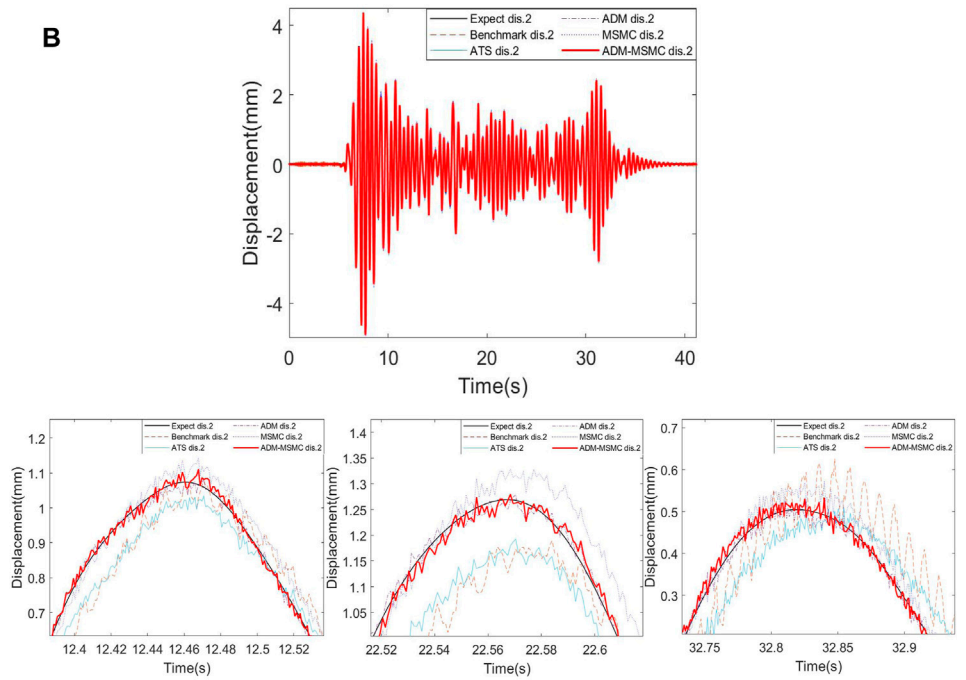 B
Expect dis.2 ADM dis.2
Benchmark dis.2 MSMC dis.2
ATS dis.2 ADM-MSMC dis.2
Displacement(mm)
4
2
0
-2
-4
0 10 20 30 40
Time(s)
Expect dis.2 ADM dis.2
Benchmark dis.2 MSMC dis.2
ATS dis.2 ADM-MSMC dis.2
Displacement(mm)
1.2
1.1
1
0.9
0.8
0.7
12.4 12.42 12.44 12.46 12.48 12.5 12.52
Time(s)
Expect dis.2 ADM dis.2
Benchmark dis.2 MSMC dis.2
ATS dis.2 ADM-MSMC dis.2
Displacement(mm)
1.4
1.35
1.3
1.25
1.2
1.15
1.1
1.05
22.52 22.54 22.56 22.58 22.6
Time(s)
Expect dis.2 ADM dis.2
Benchmark dis.2 MSMC dis.2
ATS dis.2 ADM-MSMC dis.2
Displacement(mm)
0.7
0.6
0.5
0.4
0.3
32.75 32.8 32.85 32.9
Time(s)